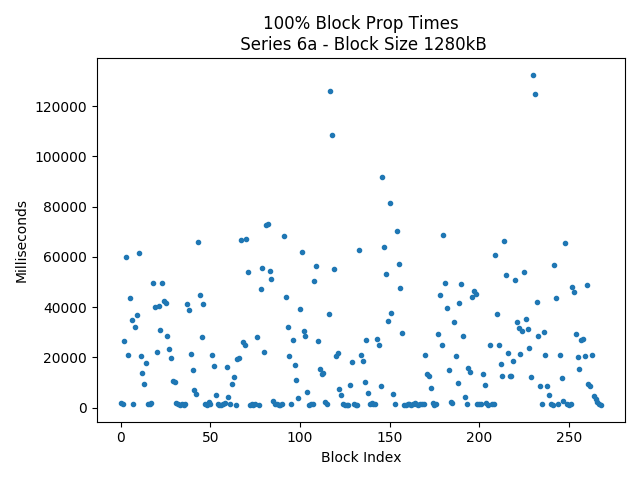 100% Block Prop Times
Series 6a - Block Size 1280kB
120000
100000
80000
60000
40000
20000
0
Milliseconds
0 50 100 150 200 250
Block Index